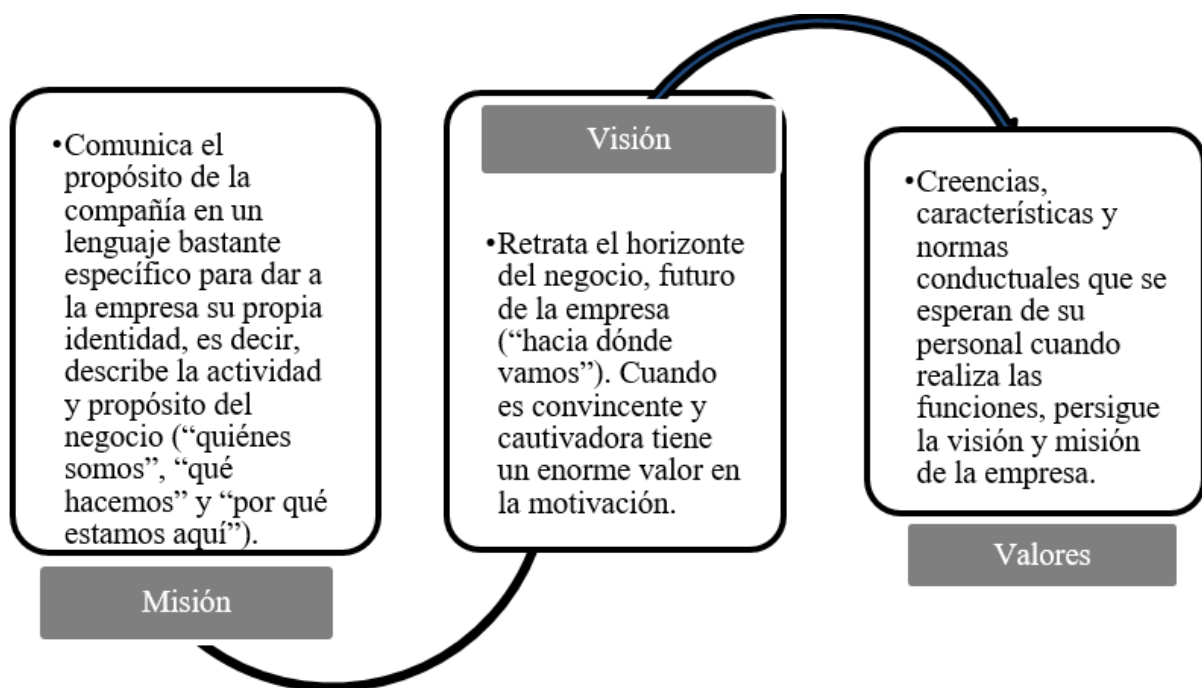 •Comunica el
propósito de la
compañía en un
lenguaje bastante
específico para dar a
la empresa su propia
identidad, es decir,
describe la actividad
y propósito del
negocio (“quiénes
somos”, “qué
hacemos” y “por qué
estamos aquí”).
Misión
Visión
•Retrata el horizonte
del negocio, futuro
de la empresa
(“hacia dónde
vamos”). Cuando
es convincente y
cautivadora tiene
un enorme valor en
la motivación.
•Creencias,
características y
normas
conductuales que se
esperan de su
personal cuando
realiza las
funciones, persigue
la visión y misión
de la empresa.
Valores